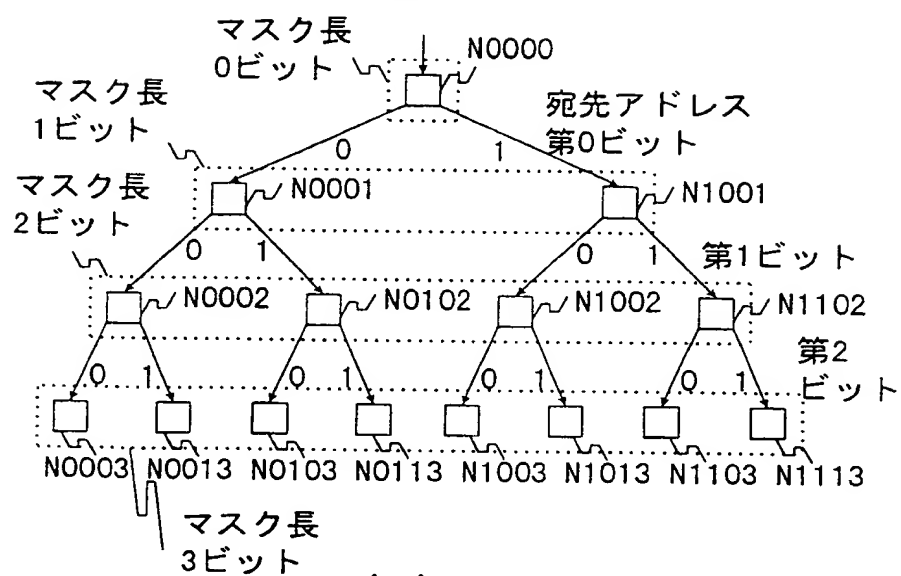 マスク長
0ビット
N0000
マスク長
1ビット
宛先アドレス
第0ビット
0
1
マスク長
2ビット
N0001
N1001
0
1
0
1
第1ビット
N0002
N0102
N1002
N1102
第2
ビット
0
1
0
1
0
1
0
1
N0003
N0013
N0103
N0113
N1003
N1013
N1103
N1113
マスク長
3ビット